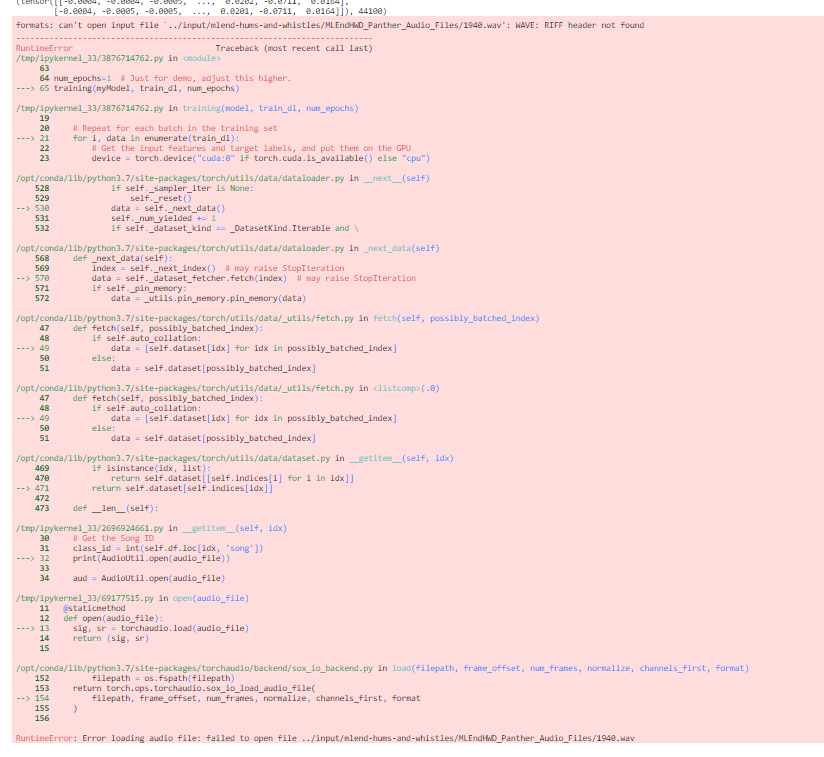 (tensor([[-0.0004, -0.0004, -0.0005, ..., 0.0202, -0.0711, 0.0164],
[-0.0004, -0.0005, -0.0005, ..., 0.0201, -0.0711, 0.0164]]), 44100)
formats: can't open input file `../input/mlend-hums-and-whistles/MLEndHWD_Panther_Audio_Files/1940.wav': WAVE: RIFF header not found
---------------------------------------------------------------------------
RuntimeError Traceback (most recent call last)
/tmp/ipykernel_33/3876714762.py in <module>
63
64 num_epochs=1 # Just for demo, adjust this higher.
---> 65 training(myModel, train_dl, num_epochs)
/tmp/ipykernel_33/3876714762.py in training(model, train_dl, num_epochs)
19
20 # Repeat for each batch in the training set
---> 21 for i, data in enumerate(train_dl):
22 # Get the input features and target labels, and put them on the GPU
23 device = torch.device("cuda:0" if torch.cuda.is_available() else "cpu")
/opt/conda/lib/python3.7/site-packages/torch/utils/data/dataloader.py in __next__(self)
528 if self._sampler_iter is None:
529 self._reset()
--> 530 data = self._next_data()
531 self._num_yielded += 1
532 if self._dataset_kind == _DatasetKind.Iterable and \
/opt/conda/lib/python3.7/site-packages/torch/utils/data/dataloader.py in _next_data(self)
568 def _next_data(self):
569 index = self._next_index() # may raise StopIteration
--> 570 data = self._dataset_fetcher.fetch(index) # may raise StopIteration
571 if self._pin_memory:
572 data = _utils.pin_memory.pin_memory(data)
/opt/conda/lib/python3.7/site-packages/torch/utils/data/_utils/fetch.py in fetch(self, possibly_batched_index)
47 def fetch(self, possibly_batched_index):
48 if self.auto_collation:
---> 49 data = [self.dataset[idx] for idx in possibly_batched_index]
50 else:
51 data = self.dataset[possibly_batched_index]
/opt/conda/lib/python3.7/site-packages/torch/utils/data/_utils/fetch.py in <listcomp>(.0)
47 def fetch(self, possibly_batched_index):
48 if self.auto_collation:
---> 49 data = [self.dataset[idx] for idx in possibly_batched_index]
50 else:
51 data = self.dataset[possibly_batched_index]
/opt/conda/lib/python3.7/site-packages/torch/utils/data/dataset.py in __getitem__(self, idx)
469 if isinstance(idx, list):
470 return self.dataset[[self.indices[i] for i in idx]]
--> 471 return self.dataset[self.indices[idx]]
472
473 def __len__(self):
/tmp/ipykernel_33/2696924661.py in __getitem__(self, idx)
30 # Get the Song ID
31 class_id = int(self.df.loc[idx, 'song'])
---> 32 print(AudioUtil.open(audio_file))
33
34 aud = AudioUtil.open(audio_file)
/tmp/ipykernel_33/69177515.py in open(audio_file)
11 @staticmethod
12 def open(audio_file):
---> 13 sig, sr = torchaudio.load(audio_file)
14 return (sig, sr)
15
/opt/conda/lib/python3.7/site-packages/torchaudio/backend/sox_io_backend.py in load(filepath, frame_offset, num_frames, normalize, channels_first, format)
152 filepath = os.fspath(filepath)
153 return torch.ops.torchaudio.sox_io_load_audio_file(
--> 154 filepath, frame_offset, num_frames, normalize, channels_first, format
155 )
156
RuntimeError: Error loading audio file: failed to open file ../input/mlend-hums-and-whistles/MLEndHWD_Panther_Audio_Files/1940.wav